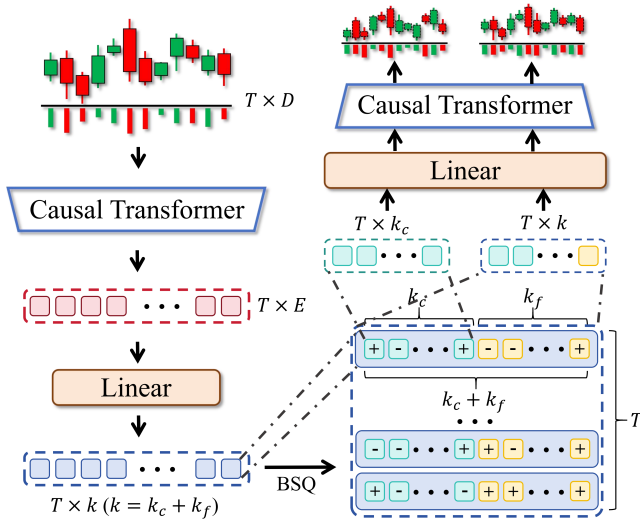 T × D
Causal Transformer
T × E
Linear
T × k (k = k_c + k_f)
BSQ
Causal Transformer
Linear
T × k_c
T × k
k_c
k_f
+ - • • • + - - • • • +
k_c + k_f
• • •
- - • • • + + - • • • +
+ - • • • - + + • • • +
T